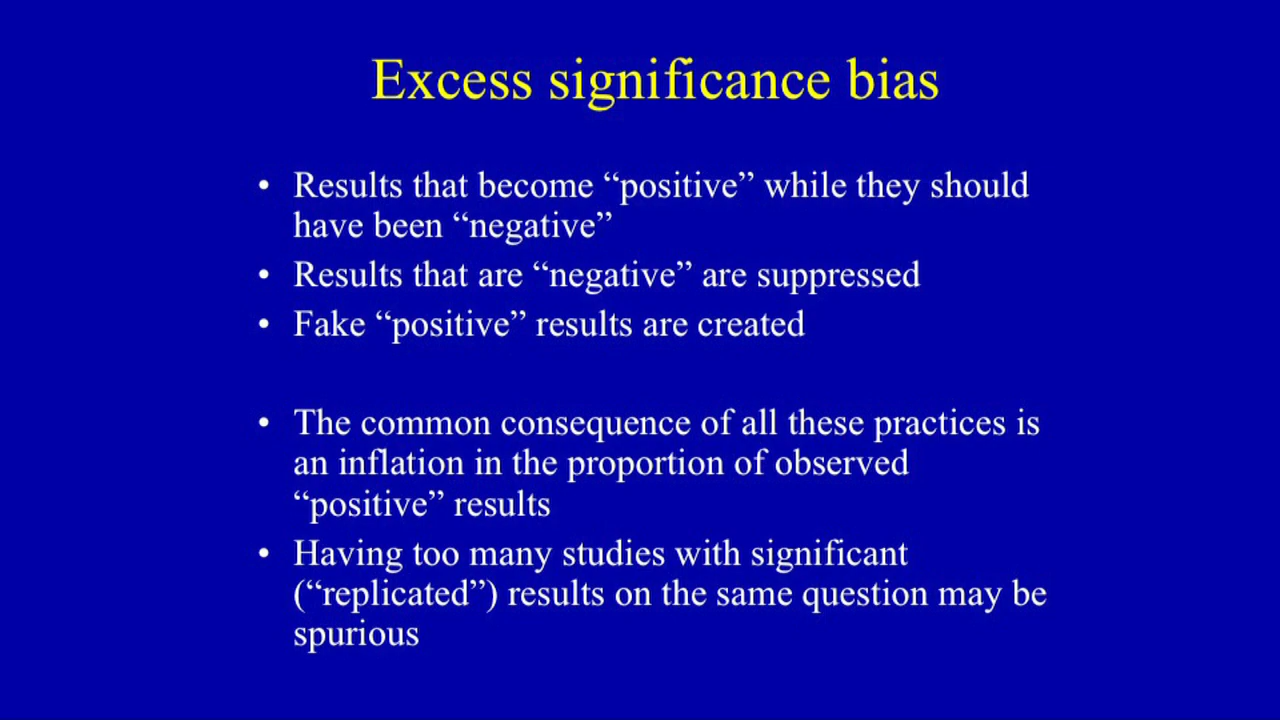 Excess significance bias
• Results that become “positive” while they should
have been “negative”
• Results that are “negative” are suppressed
• Fake “positive” results are created
• The common consequence of all these practices is
an inflation in the proportion of observed
“positive” results
• Having too many studies with significant
(“replicated”) results on the same question may be
spurious